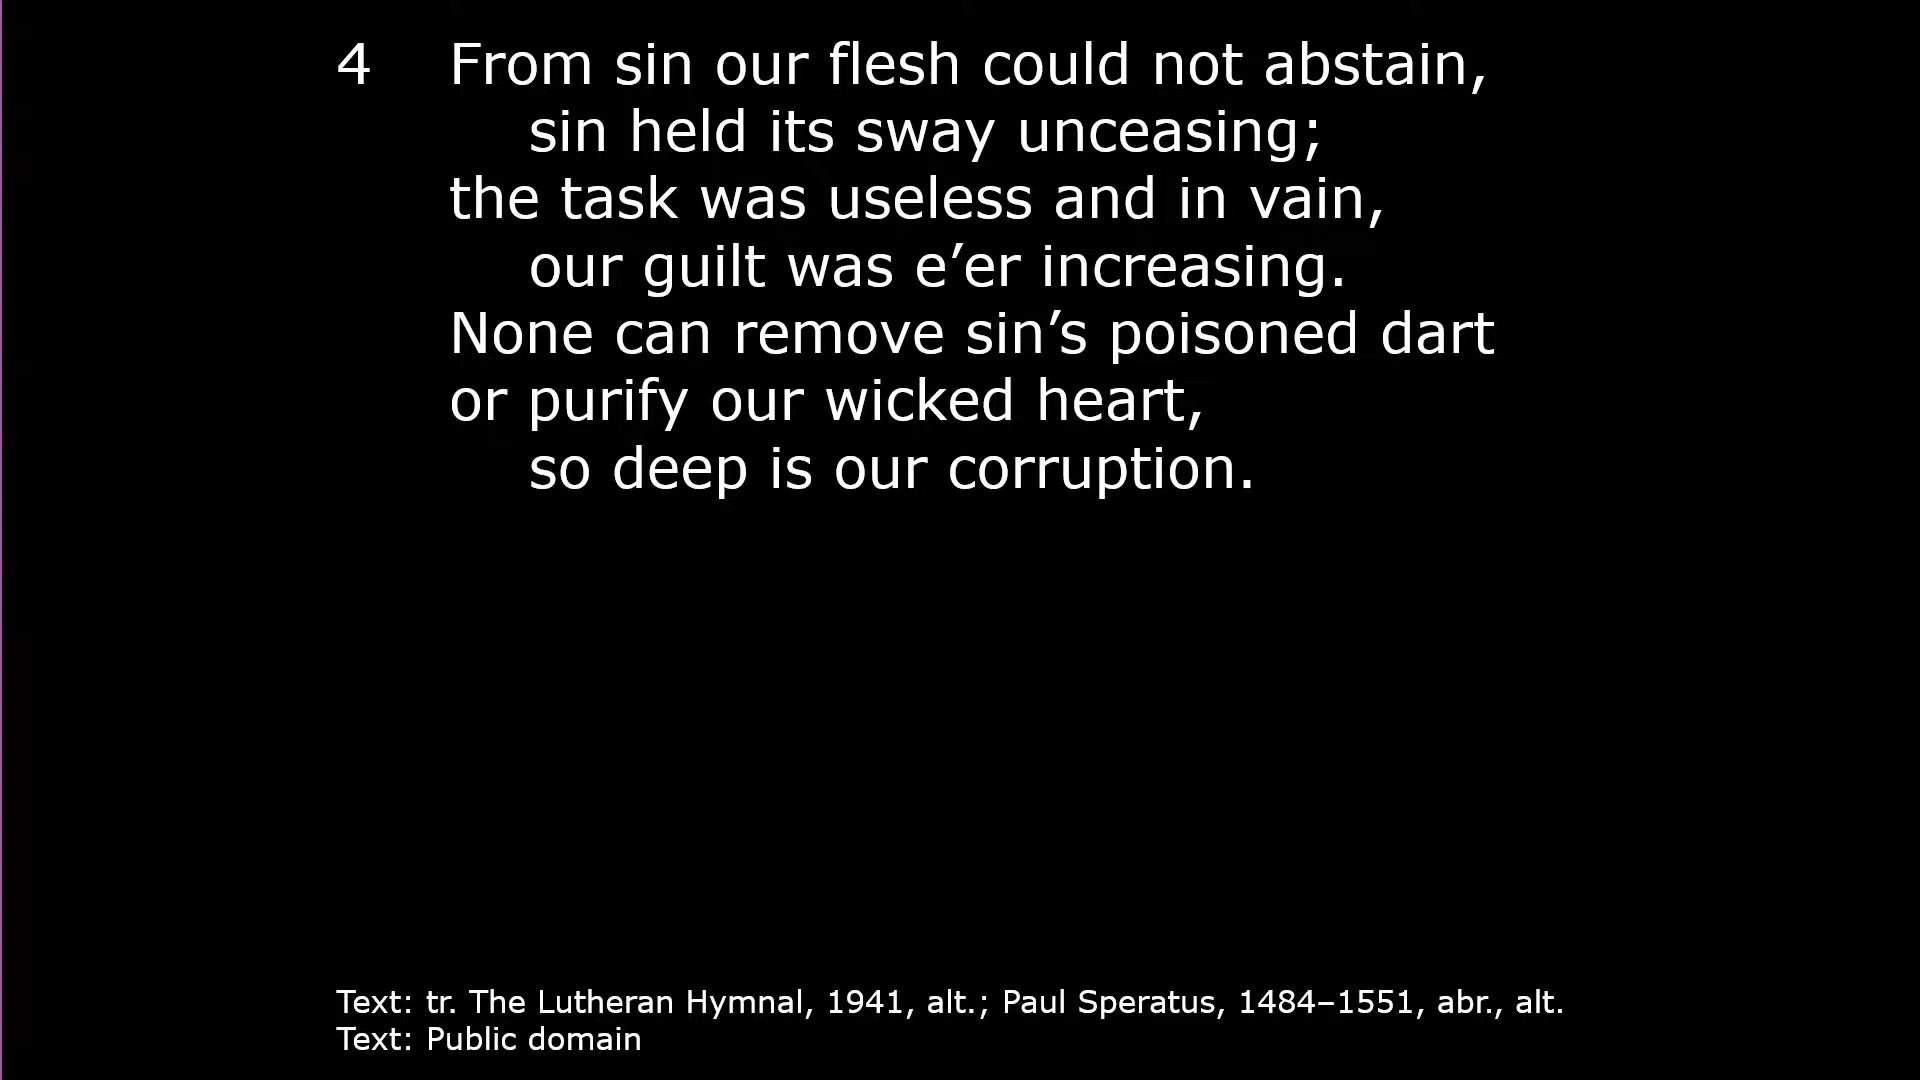 4 From sin our flesh could not abstain,
sin held its sway unceasing;
the task was useless and in vain,
our guilt was e’er increasing.
None can remove sin’s poisoned dart
or purify our wicked heart,
so deep is our corruption.
Text: tr. The Lutheran Hymnal, 1941, alt.; Paul Speratus, 1484–1551, abr., alt.
Text: Public domain